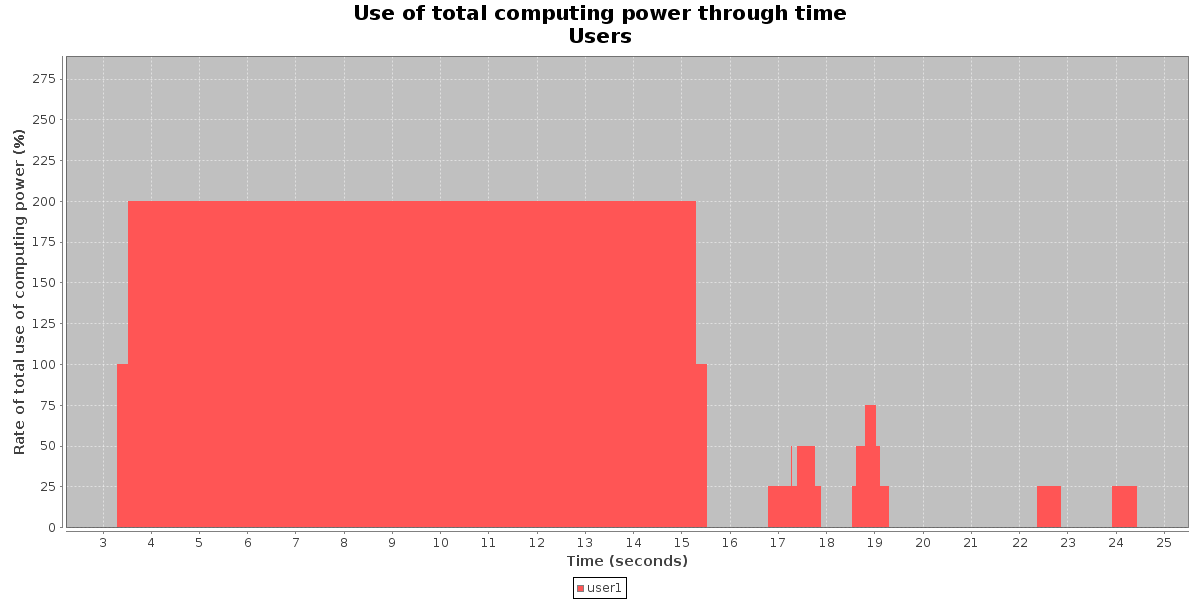 Use of total computing power through time
Users
Rate of total use of computing power (%)
275
250
225
200
175
150
125
100
75
50
25
0
3 4 5 6 7 8 9 10 11 12 13 14 15 16 17 18 19 20 21 22 23 24 25
Time (seconds)
user1